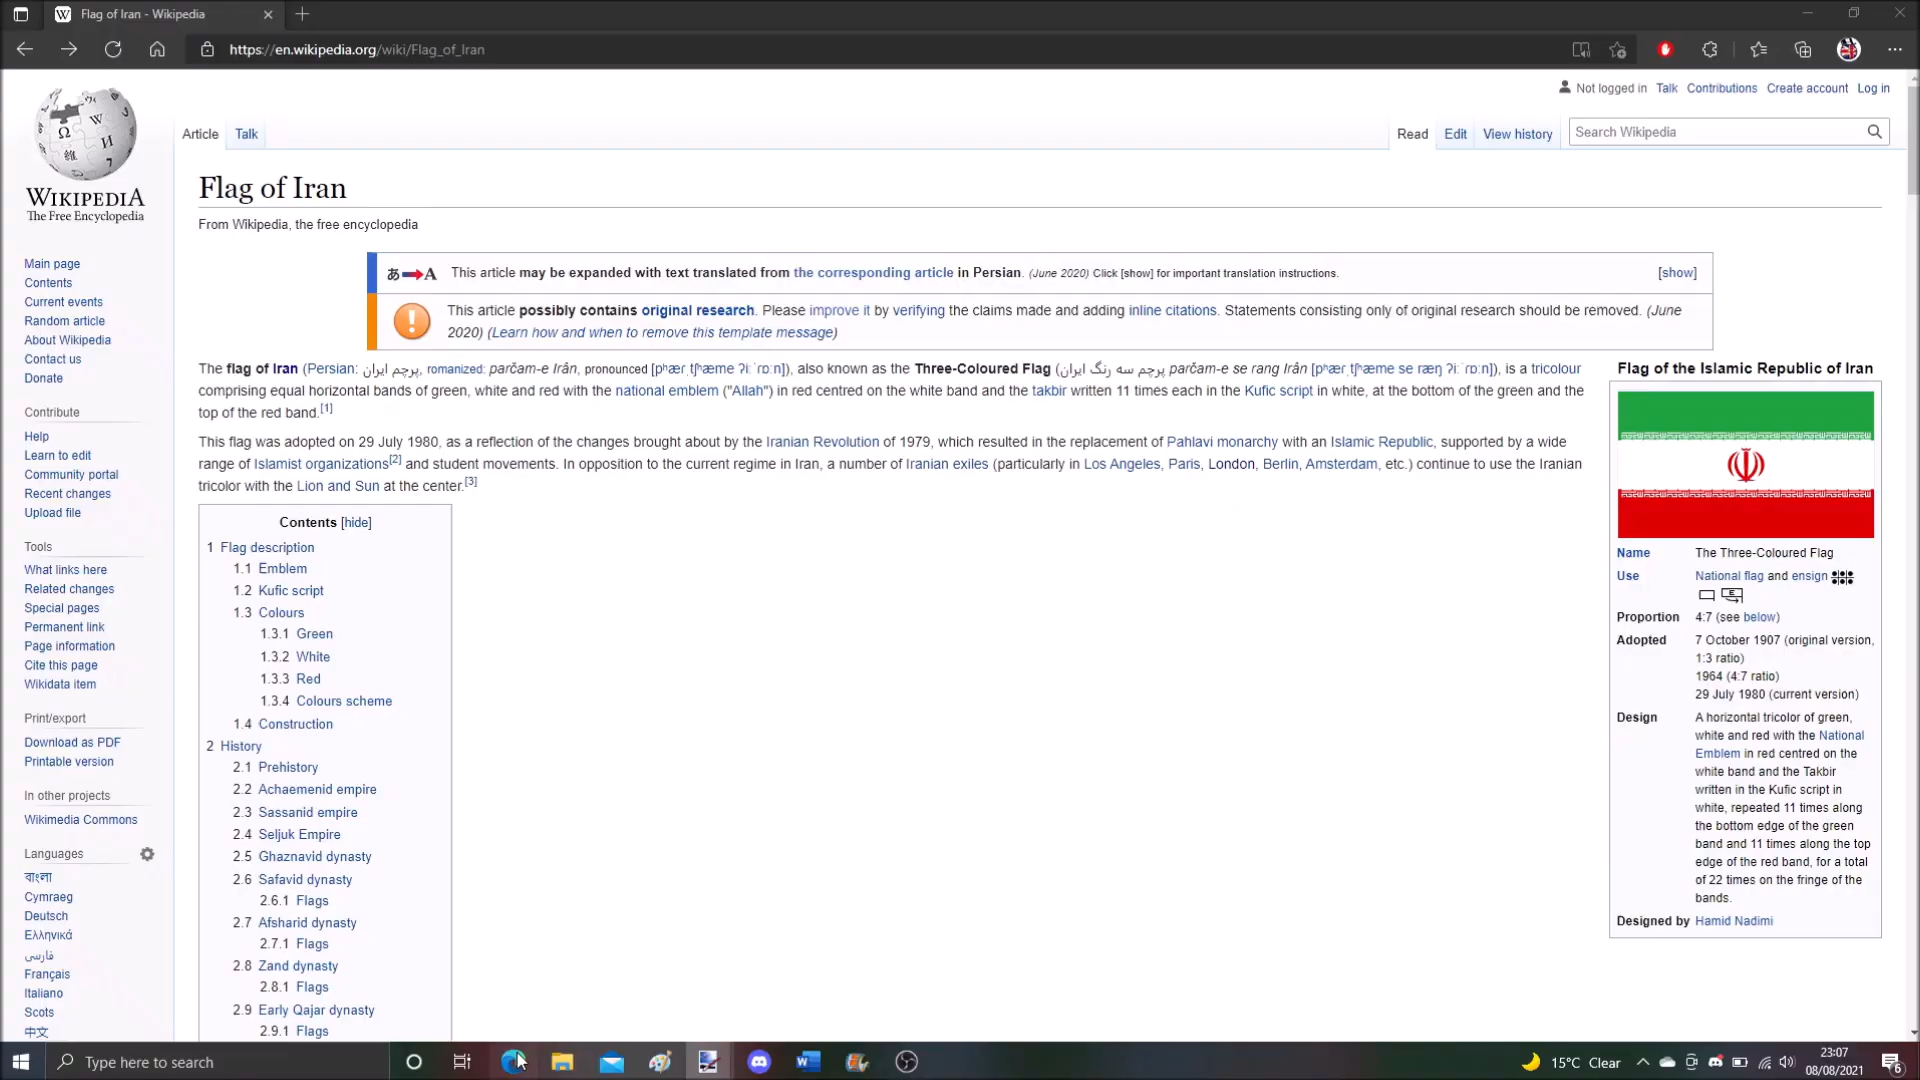 Flag of Iran - Wikipedia
https://en.wikipedia.org/wiki/Flag_of_Iran
Not logged in Talk Contributions Create account Log in
Article Talk Read Edit View history Search Wikipedia
WIKIPEDIA
The Free Encyclopedia
Main page
Contents
Current events
Random article
About Wikipedia
Contact us
Donate
Contribute
Help
Learn to edit
Community portal
Recent changes
Upload file
Tools
What links here
Related changes
Special pages
Permanent link
Page information
Cite this page
Wikidata item
Print/export
Download as PDF
Printable version
In other projects
Wikimedia Commons
Languages
বাংলা
Cymraeg
Deutsch
Ελληνικά
فارسی
Français
Italiano
Scots
中文
Flag of Iran
From Wikipedia, the free encyclopedia
あ A This article may be expanded with text translated from the corresponding article in Persian. (June 2020) Click [show] for important translation instructions. [show]
This article possibly contains original research. Please improve it by verifying the claims made and adding inline citations. Statements consisting only of original research should be removed. (June
2020) (Learn how and when to remove this template message)
The flag of Iran (Persian: پرچم ایران, romanized: parčam-e Irân, pronounced [pʰæɾˌtʃʰæme ʔiːˈɾɒːn]), also known as the Three-Coloured Flag (پرچم سه رنگ ایران parčam-e se rang Irân [pʰæɾˌtʃʰæme se ræŋ ʔiːˈɾɒːn]), is a tricolour
comprising equal horizontal bands of green, white and red with the national emblem ("Allah") in red centred on the white band and the takbir written 11 times each in the Kufic script in white, at the bottom of the green and the
top of the red band.[1]
This flag was adopted on 29 July 1980, as a reflection of the changes brought about by the Iranian Revolution of 1979, which resulted in the replacement of Pahlavi monarchy with an Islamic Republic, supported by a wide
range of Islamist organizations[2] and student movements. In opposition to the current regime in Iran, a number of Iranian exiles (particularly in Los Angeles, Paris, London, Berlin, Amsterdam, etc.) continue to use the Iranian
tricolor with the Lion and Sun at the center.[3]
Contents [hide]
1 Flag description
1.1 Emblem
1.2 Kufic script
1.3 Colours
1.3.1 Green
1.3.2 White
1.3.3 Red
1.3.4 Colours scheme
1.4 Construction
2 History
2.1 Prehistory
2.2 Achaemenid empire
2.3 Sassanid empire
2.4 Seljuk Empire
2.5 Ghaznavid dynasty
2.6 Safavid dynasty
2.6.1 Flags
2.7 Afsharid dynasty
2.7.1 Flags
2.8 Zand dynasty
2.8.1 Flags
2.9 Early Qajar dynasty
2.9.1 Flags
Flag of the Islamic Republic of Iran
Name The Three-Coloured Flag
Use National flag and ensign
Proportion 4:7 (see below)
Adopted 7 October 1907 (original version,
1:3 ratio)
1964 (4:7 ratio)
29 July 1980 (current version)
Design A horizontal tricolor of green,
white and red with the National
Emblem in red centred on the
white band and the Takbir
written in the Kufic script in
white, repeated 11 times along
the bottom edge of the green
band and 11 times along the top
edge of the red band, for a total
of 22 times on the fringe of the
bands.
Designed by Hamid Nadimi
Type here to search
15°C Clear
23:07
08/08/2021
6